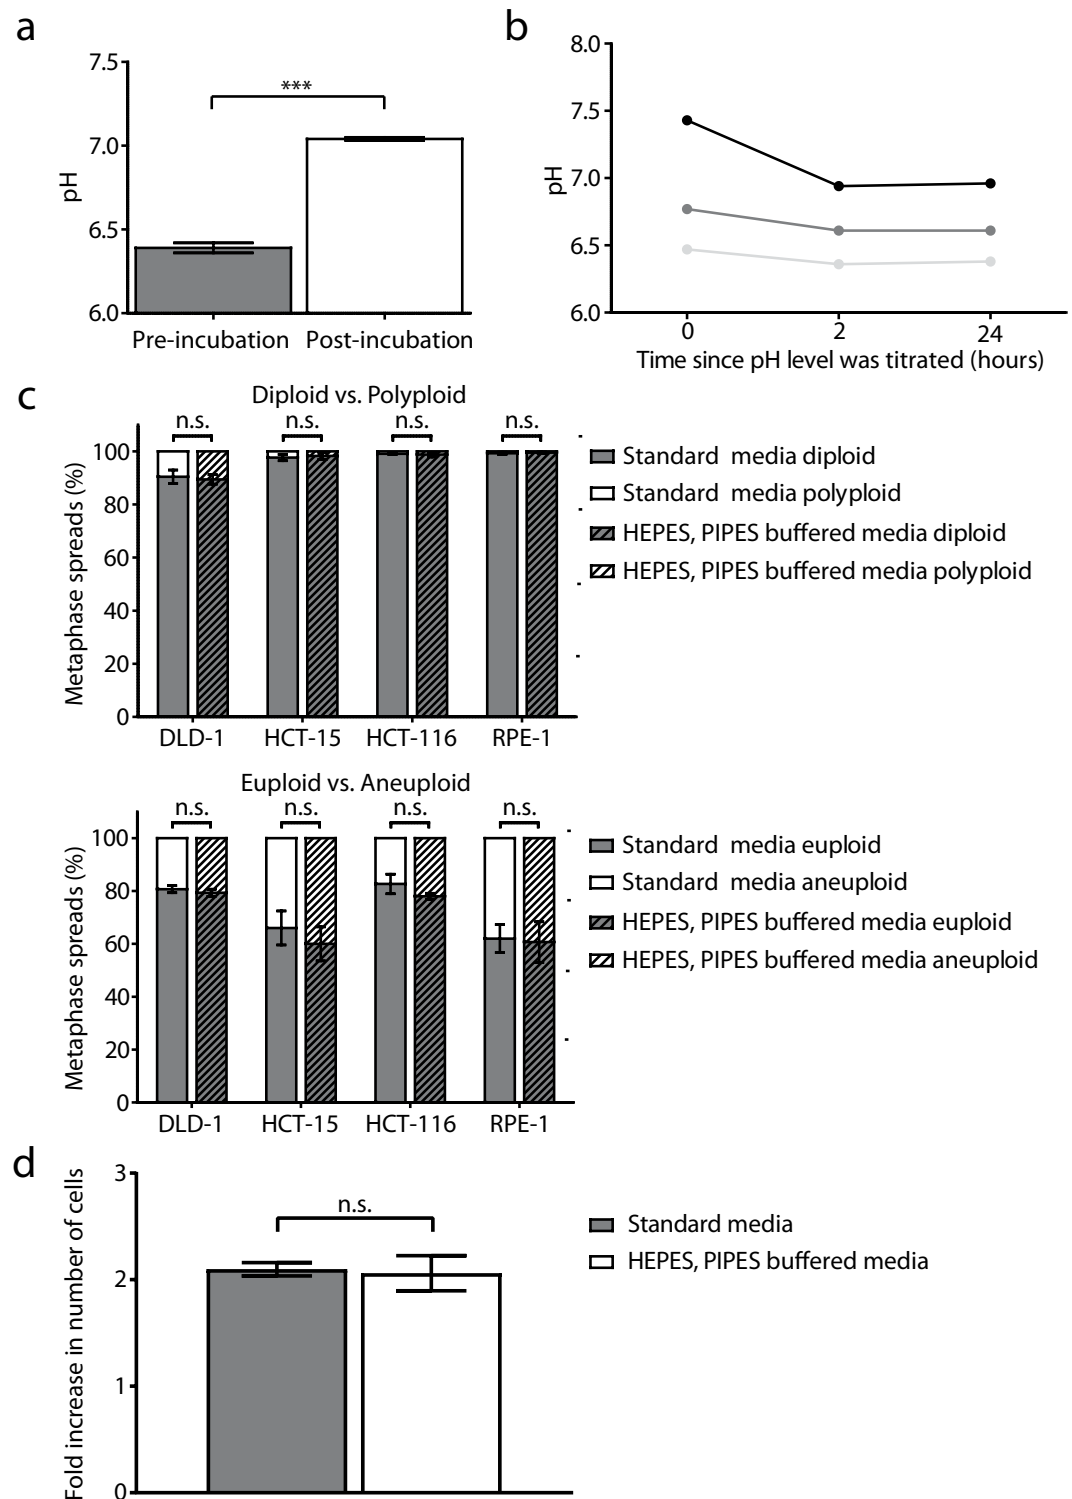 a
7.5
7.0
6.5
6.0
pH
***
Pre-incubation
Post-incubation
b
8.0
7.5
7.0
6.5
6.0
pH
0
2
24
Time since pH level was titrated (hours)
c
Diploid vs. Polyploid
n.s.
n.s.
n.s.
n.s.
100
80
60
40
20
0
Metaphase spreads (%)
DLD-1
HCT-15
HCT-116
RPE-1
Standard media diploid
Standard media polyploid
HEPES, PIPES buffered media diploid
HEPES, PIPES buffered media polyploid
Euploid vs. Aneuploid
n.s.
n.s.
n.s.
n.s.
100
80
60
40
20
0
Metaphase spreads (%)
DLD-1
HCT-15
HCT-116
RPE-1
Standard media euploid
Standard media aneuploid
HEPES, PIPES buffered media euploid
HEPES, PIPES buffered media aneuploid
d
3
2
1
0
Fold increase in number of cells
n.s.
Standard media
HEPES, PIPES buffered media